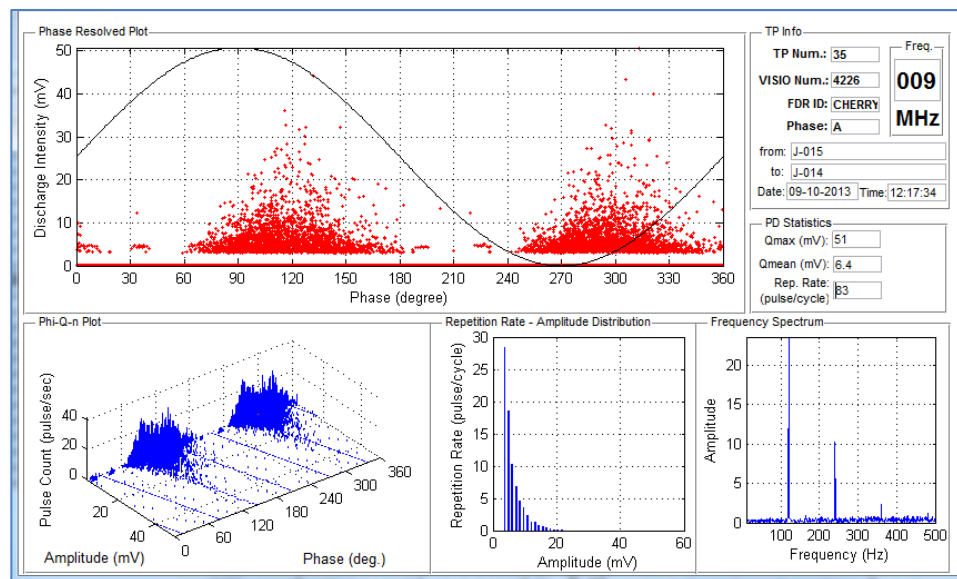 Phase Resolved Plot
Discharge Intensity (mV)
50
40
30
20
10
0
0 30 60 90 120 150 180 210 240 270 300 330 360
Phase (degree)
TP Info
TP Num.: 35
VISIO Num.: 4226
FDR ID: CHERRY
Phase: A
Freq.
009
MHz
from: J-015
to: J-014
Date: 09-10-2013 Time: 12:17:34
PD Statistics
Qmax (mV): 51
Qmean (mV): 6.4
Rep. Rate: 83
(pulse/cycle)
Phi-Q-n Plot
Pulse Count (pulse/sec)
40
20
0
20
40
Amplitude (mV)
0 60 120 180 240 300 360
Phase (deg.)
Repetition Rate - Amplitude Distribution
Repetition Rate (pulse/cycle)
30
25
20
15
10
5
0
0 20 40 60
Amplitude (mV)
Frequency Spectrum
Amplitude
20
15
10
5
0
100 200 300 400 500
Frequency (Hz)